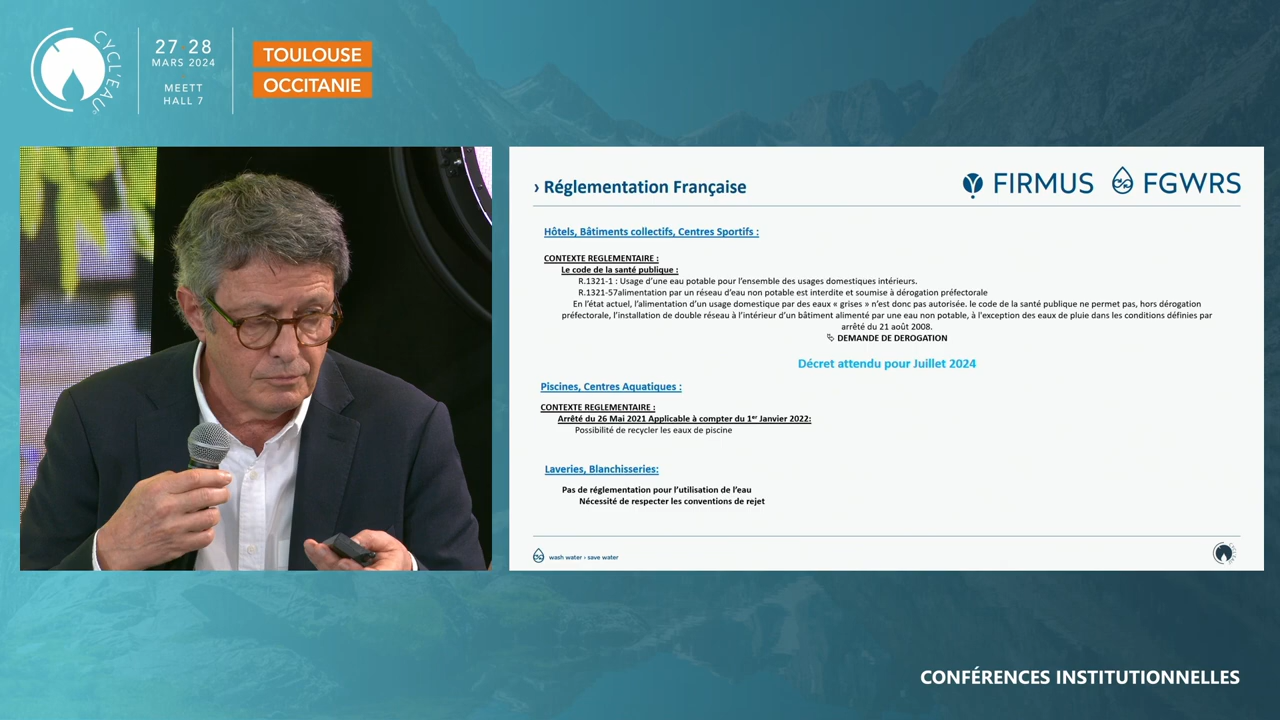 CYCL'EAU
27 28
MARS 2024
MEETT
HALL 7
TOULOUSE
OCCITANIE
› Réglementation Française
FIRMUS
FGWRS
Hôtels, Bâtiments collectifs, Centres Sportifs :
CONTEXTE REGLEMENTAIRE :
Le code de la santé publique :
R.1321-1 : Usage d'une eau potable pour l'ensemble des usages domestiques intérieurs.
R.1321-57alimentation par un réseau d'eau non potable est interdite et soumise à dérogation préfectorale
En l'état actuel, l'alimentation d'un usage domestique par des eaux « grises » n'est donc pas autorisée. le code de la santé publique ne permet pas, hors dérogation
préfectorale, l'installation de double réseau à l'intérieur d'un bâtiment alimenté par une eau non potable, à l'exception des eaux de pluie dans les conditions définies par
arrêté du 21 août 2008.
DEMANDE DE DEROGATION
Décret attendu pour Juillet 2024
Piscines, Centres Aquatiques :
CONTEXTE REGLEMENTAIRE :
Arrêté du 26 Mai 2021 Applicable à compter du 1er Janvier 2022:
Possibilité de recycler les eaux de piscine
Laveries, Blanchisseries:
Pas de réglementation pour l'utilisation de l'eau
Nécessité de respecter les conventions de rejet
wash water › save water
CYCL'EAU
CONFÉRENCES INSTITUTIONNELLES